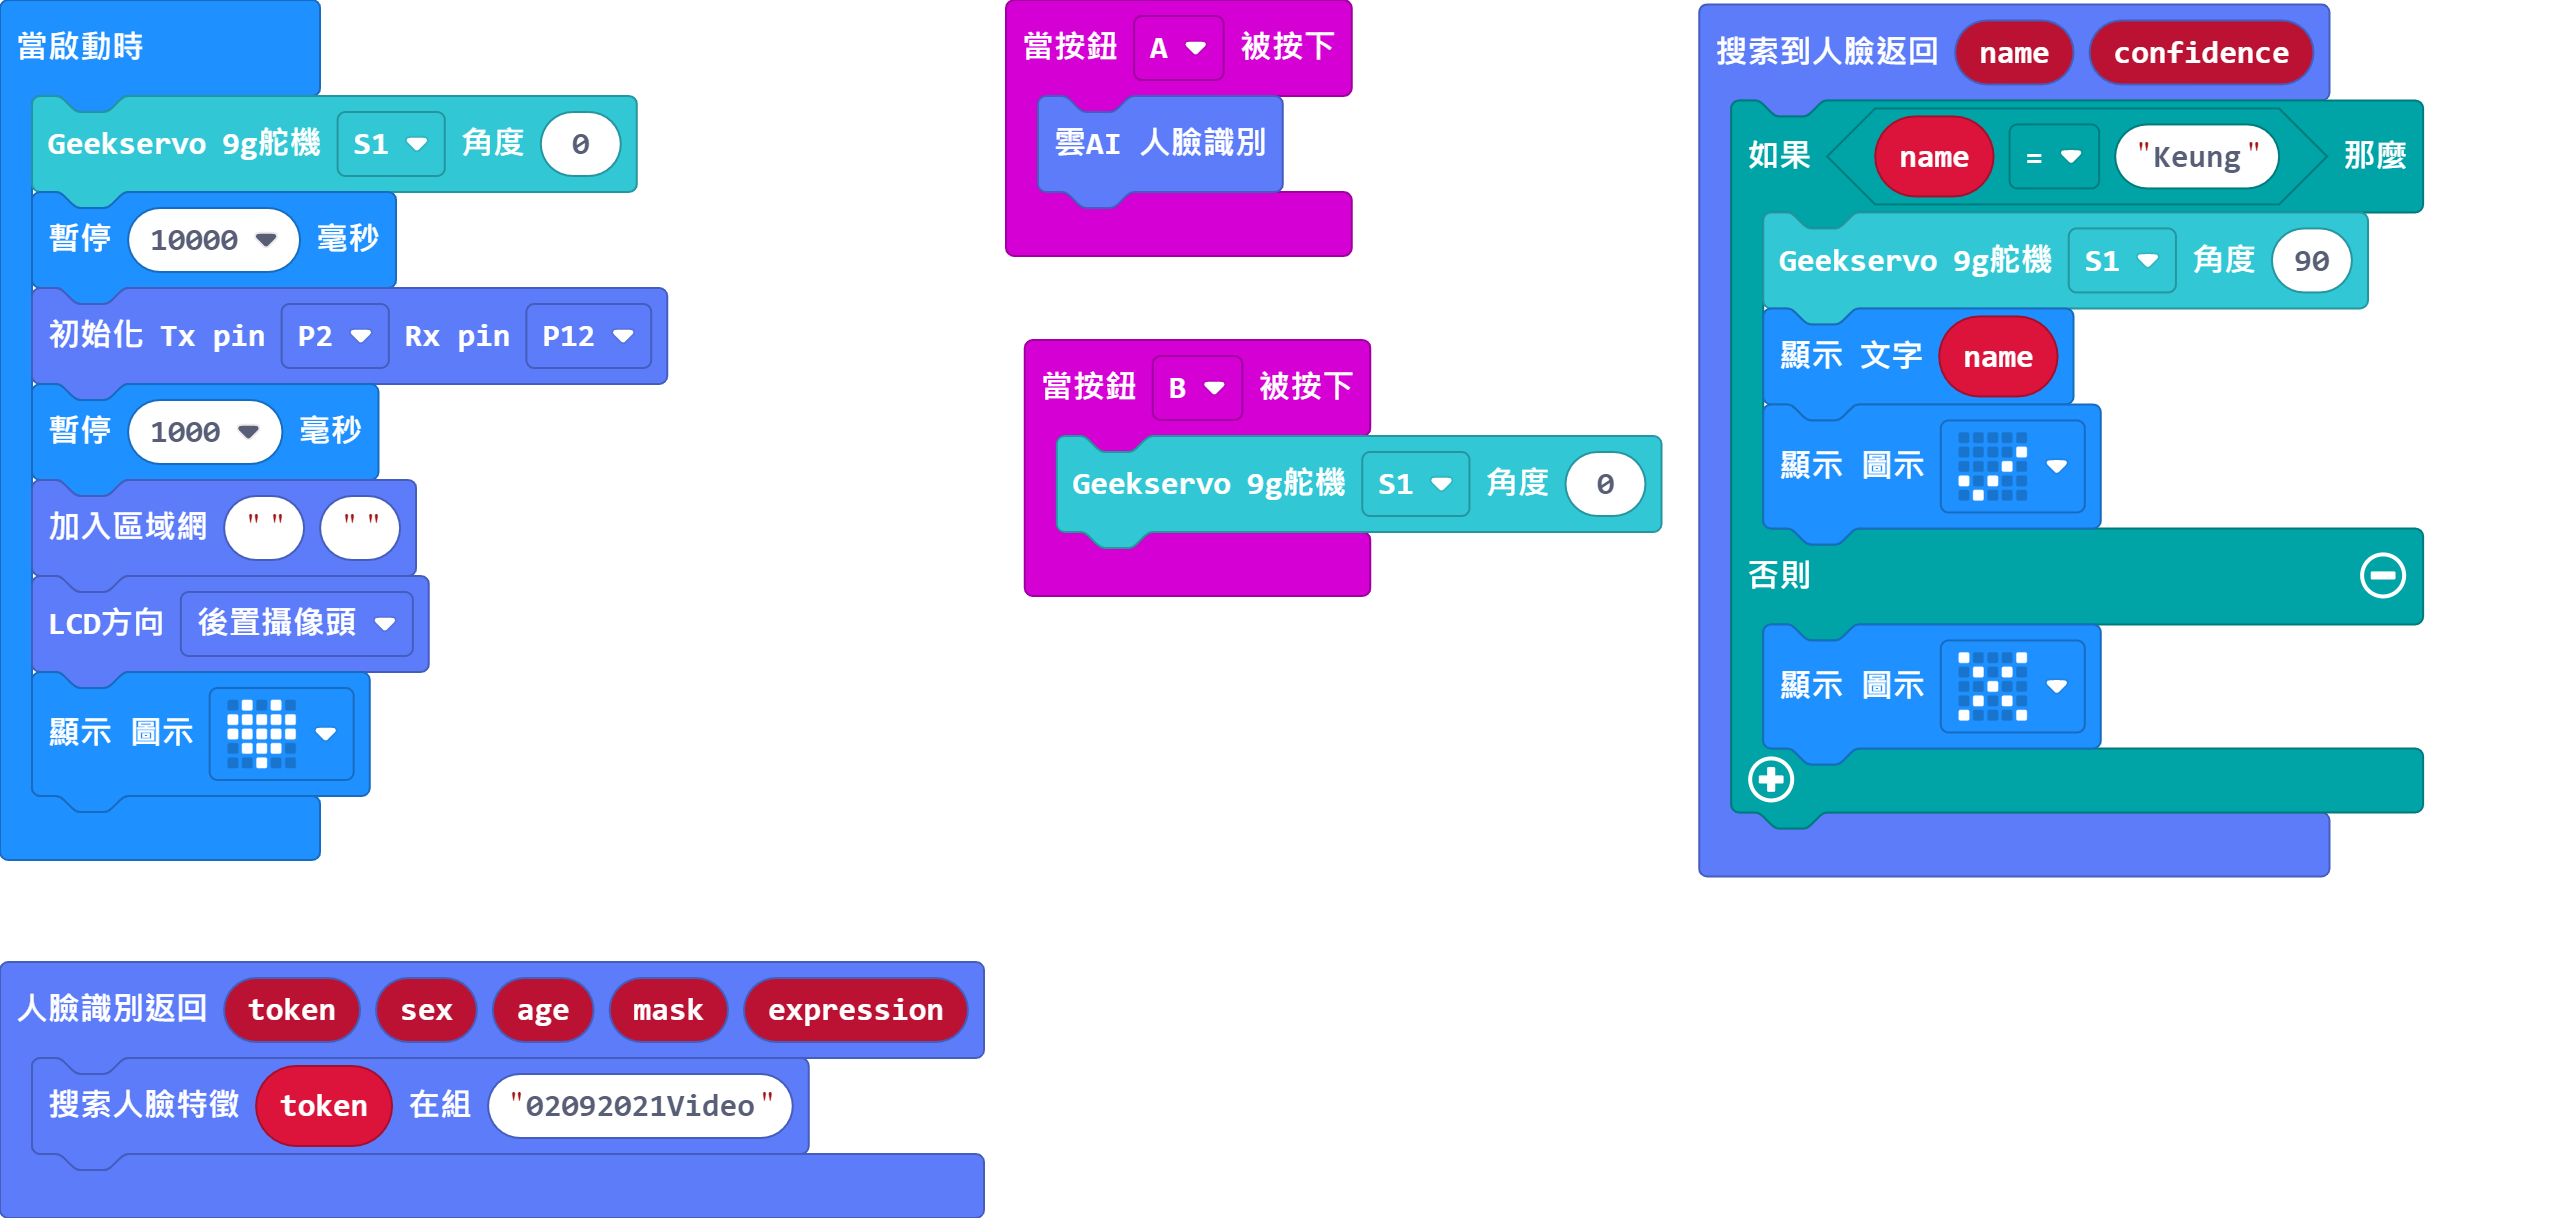 當啟動時
Geekservo 9g舵機 S1 角度 0
暫停 10000 毫秒
初始化 Tx pin P2 Rx pin P12
暫停 1000 毫秒
加入區域網 " " " "
LCD方向 後置攝像頭
顯示 圖示
當按鈕 A 被按下
雲AI 人臉識別
當按鈕 B 被按下
Geekservo 9g舵機 S1 角度 0
搜索到人臉返回 name confidence
如果 name = "Keung" 那麼
Geekservo 9g舵機 S1 角度 90
顯示 文字 name
顯示 圖示
否則
顯示 圖示
人臉識別返回 token sex age mask expression
搜索人臉特徵 token 在組 "02092021Video"